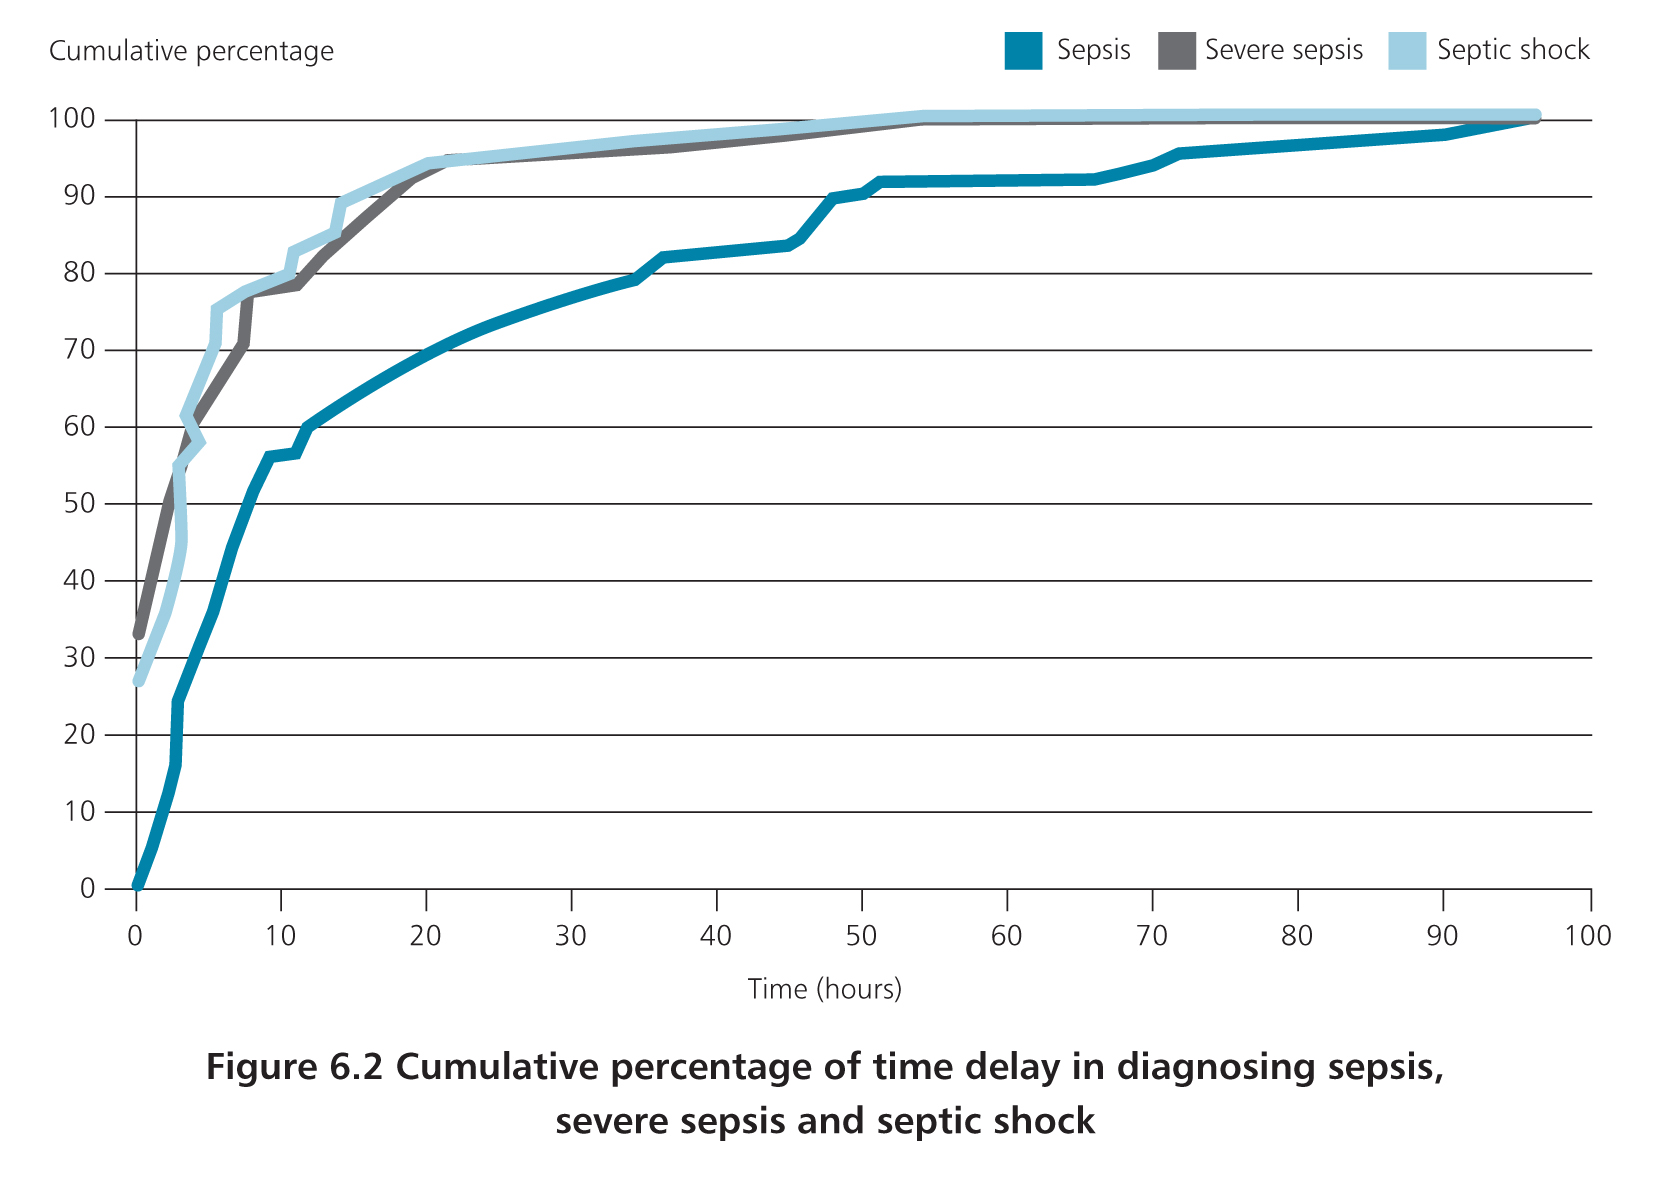 Cumulative percentage
Sepsis Severe sepsis Septic shock
100
90
80
70
60
50
40
30
20
10
0
0 10 20 30 40 50 60 70 80 90 100
Time (hours)
Figure 6.2 Cumulative percentage of time delay in diagnosing sepsis,
severe sepsis and septic shock